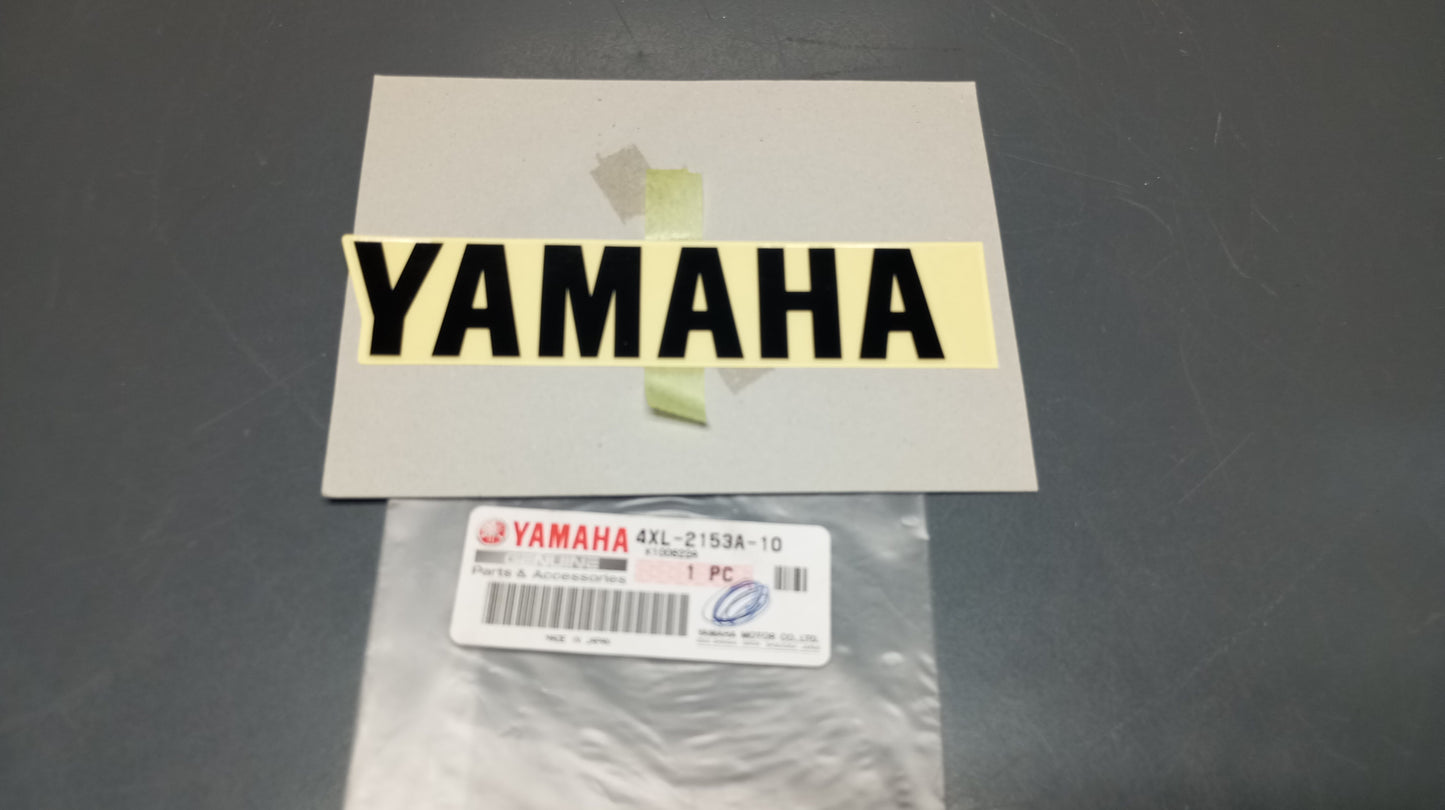 YAMAHA
YAMAHA 4XL-2153A-10
GENUINE
Parts & Accessories
1 PC
MADE IN JAPAN
YAMAHA MOTOR CO.,LTD.